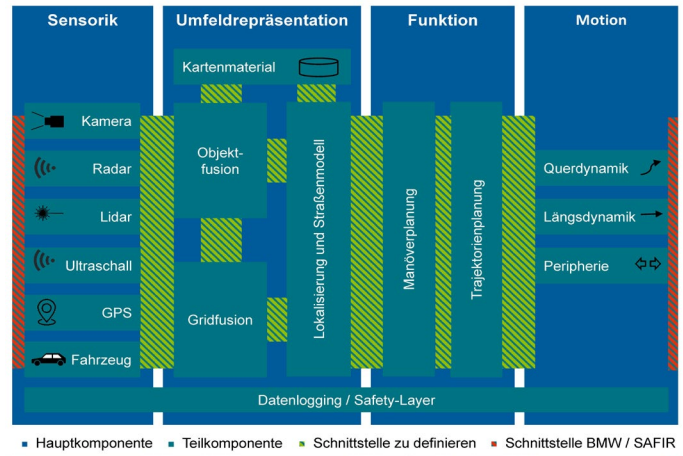 Sensorik
Umfeldrepräsentation
Funktion
Motion
Kartenmaterial
Kamera
Radar
Lidar
Ultraschall
GPS
Fahrzeug
Objekt-
fusion
Gridfusion
Lokalisierung und Straßenmodell
Manöverplanung
Trajektorienplanung
Querdynamik
Längsdynamik
Peripherie
Datenlogging / Safety-Layer
Hauptkomponente
Teilkomponente
Schnittstelle zu definieren
Schnittstelle BMW / SAFIR